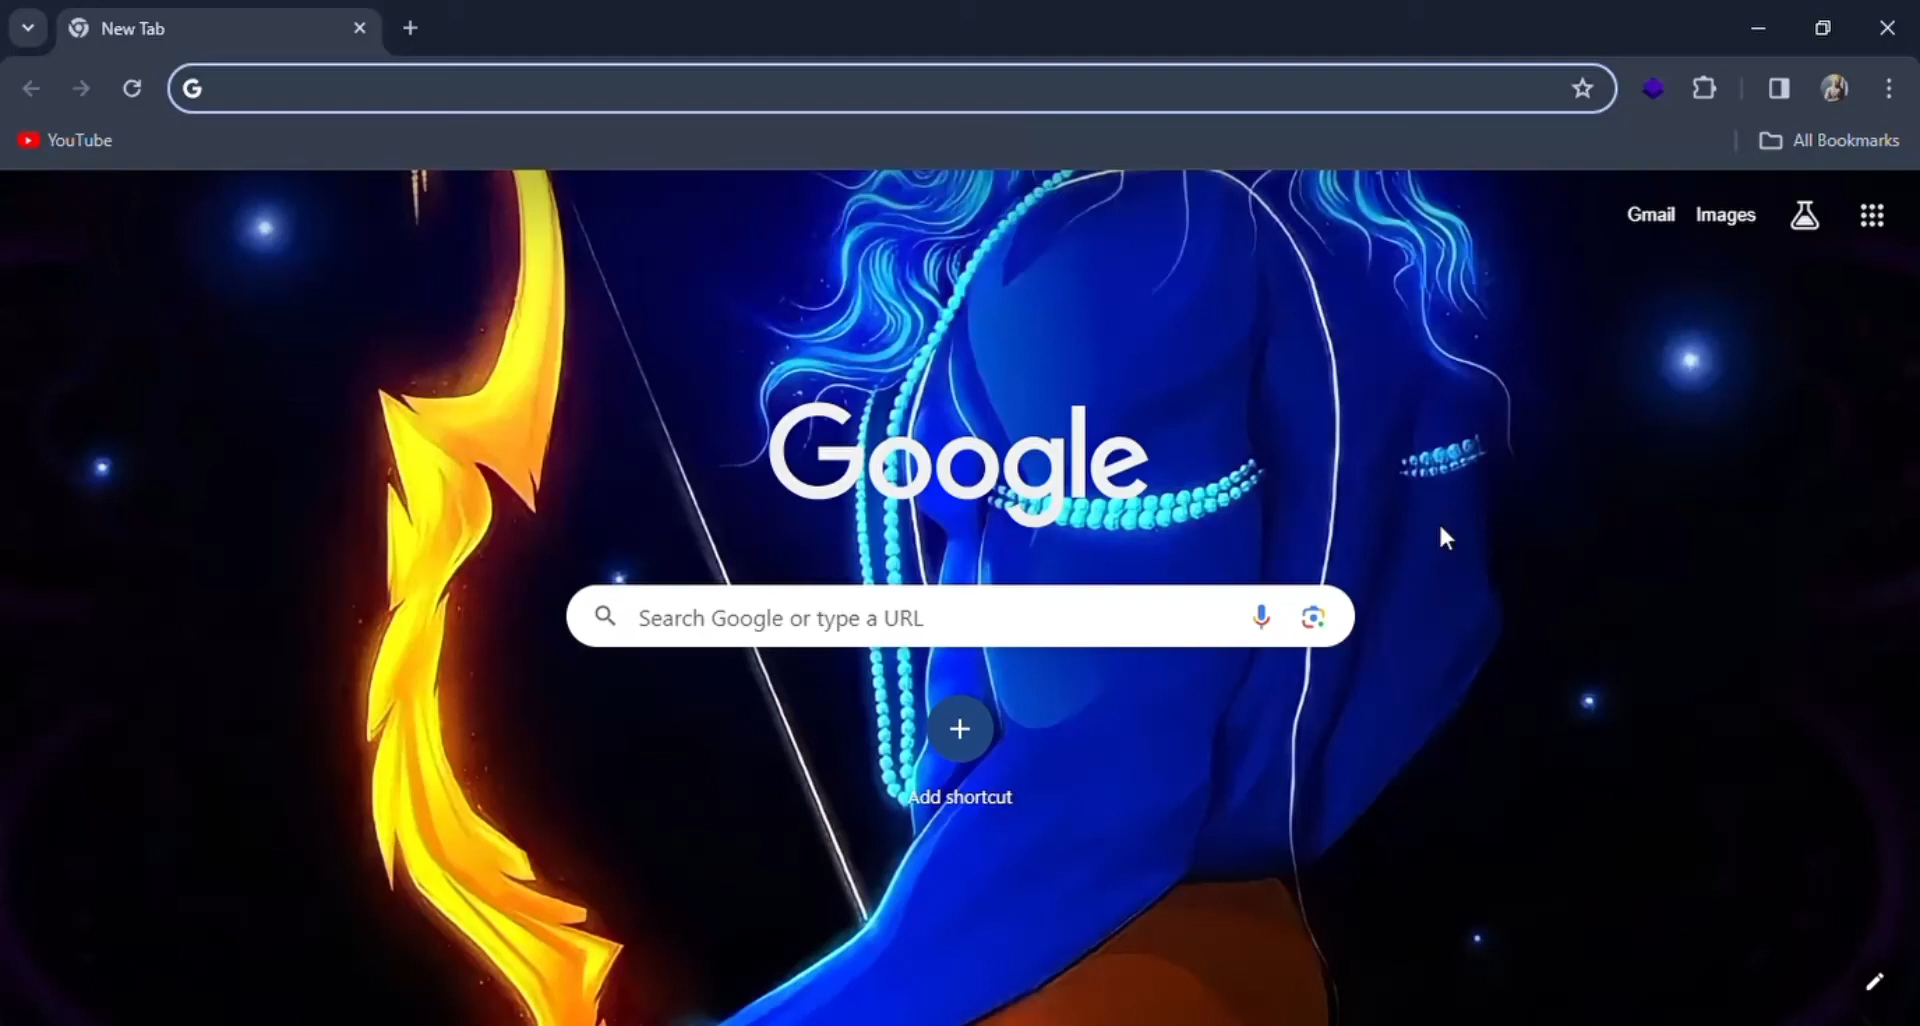 New Tab
YouTube
All Bookmarks
Gmail Images
Google
Search Google or type a URL
Add shortcut